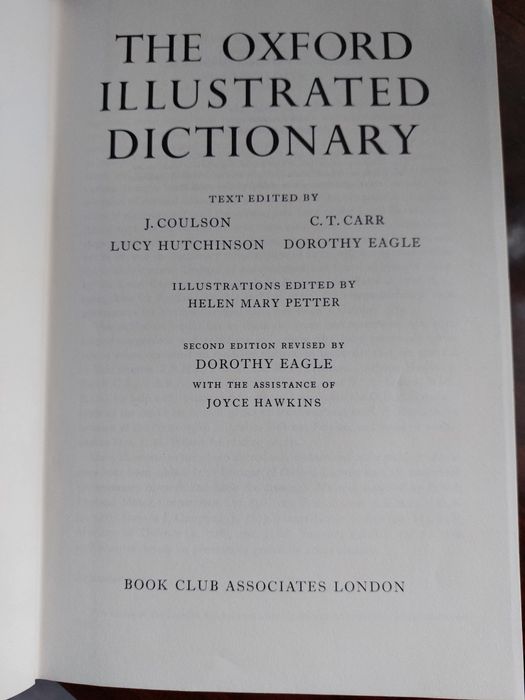 THE OXFORD
ILLUSTRATED
DICTIONARY
TEXT EDITED BY
J. COULSON C. T. CARR
LUCY HUTCHINSON DOROTHY EAGLE
ILLUSTRATIONS EDITED BY
HELEN MARY PETTER
SECOND EDITION REVISED BY
DOROTHY EAGLE
WITH THE ASSISTANCE OF
JOYCE HAWKINS
BOOK CLUB ASSOCIATES LONDON